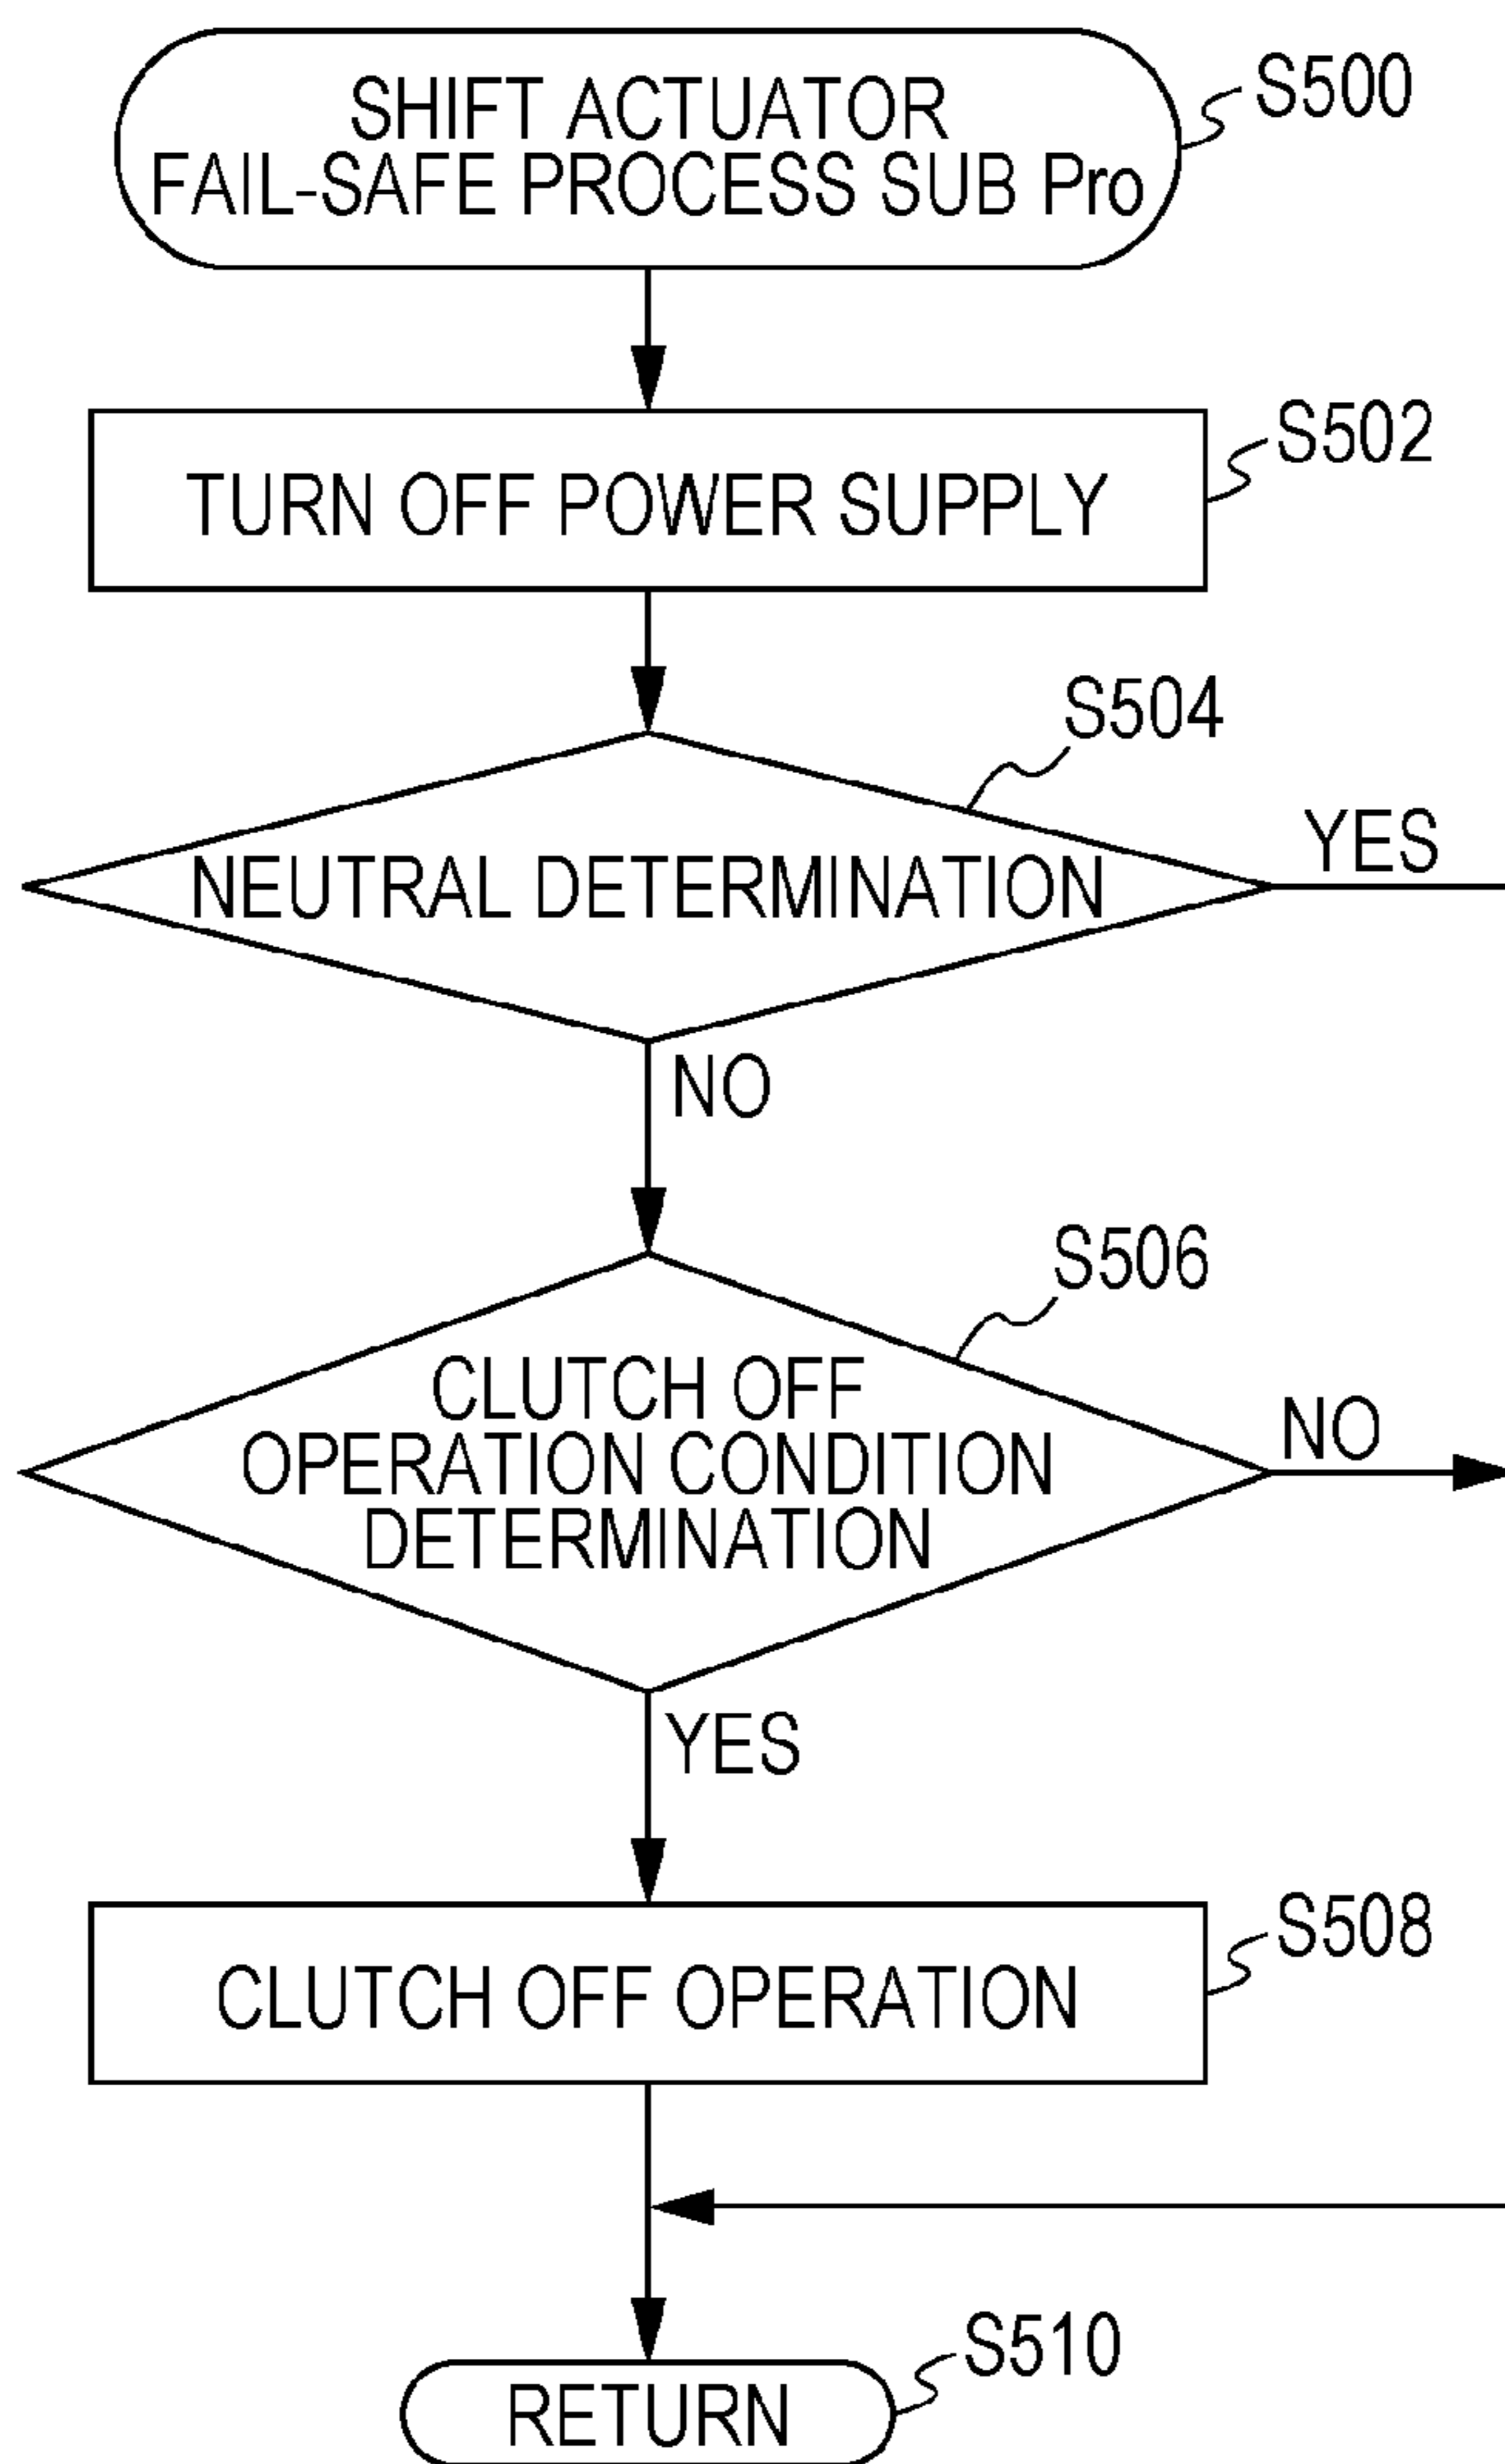 SHIFT ACTUATOR
FAIL-SAFE PROCESS SUB Pro
S500
TURN OFF POWER SUPPLY
S502
S504
NEUTRAL DETERMINATION
YES
NO
S506
CLUTCH OFF
OPERATION CONDITION
DETERMINATION
NO
YES
CLUTCH OFF OPERATION
S508
S510
RETURN